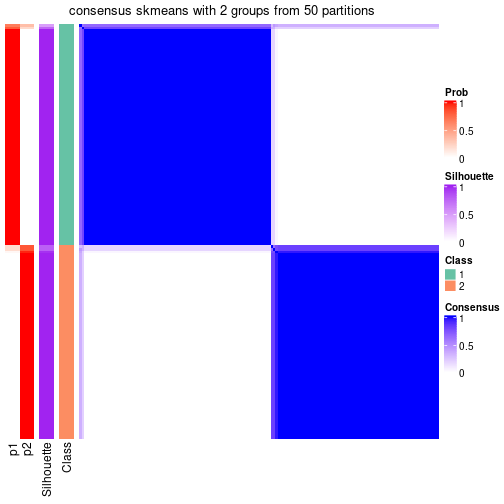 consensus skmeans with 2 groups from 50 partitions
Prob
1
0.5
0
Silhouette
1
0.5
0
Class
1
2
Consensus
1
0.5
0
p1
p2
Silhouette
Class